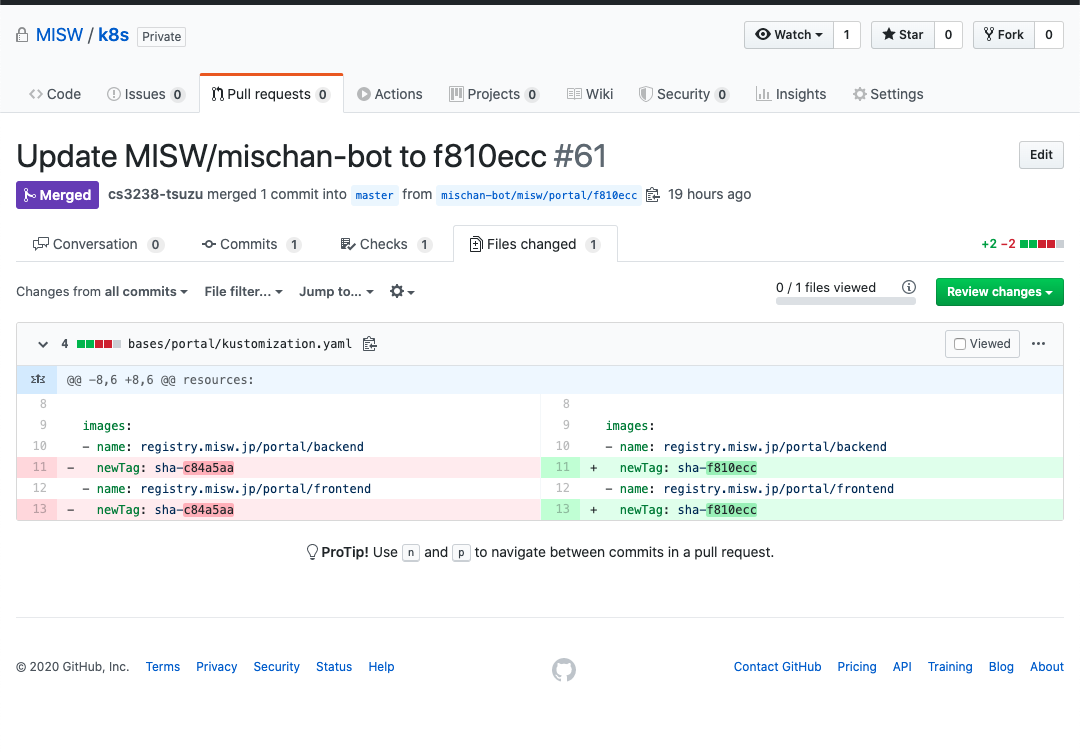 MISW / k8s Private Watch 1 Star 0 Fork 0
Code Issues 0 Pull requests 0 Actions Projects 0 Wiki Security 0 Insights Settings
Update MISW/mischan-bot to f810ecc #61 Edit
Merged cs3238-tsuzu merged 1 commit into master from mischan-bot/misw/portal/f810ecc 19 hours ago
Conversation 0 Commits 1 Checks 1 Files changed 1 +2 −2
Changes from all commits File filter... Jump to... 0 / 1 files viewed Review changes
4 bases/portal/kustomization.yaml Viewed ...
@@ -8,6 +8,6 @@ resources:
8 8
9 images: 9 images:
10 - name: registry.misw.jp/portal/backend 10 - name: registry.misw.jp/portal/backend
11 - newTag: sha-c84a5aa 11 + newTag: sha-f810ecc
12 - name: registry.misw.jp/portal/frontend 12 - name: registry.misw.jp/portal/frontend
13 - newTag: sha-c84a5aa 13 + newTag: sha-f810ecc
ProTip! Use n and p to navigate between commits in a pull request.
© 2020 GitHub, Inc. Terms Privacy Security Status Help Contact GitHub Pricing API Training Blog About